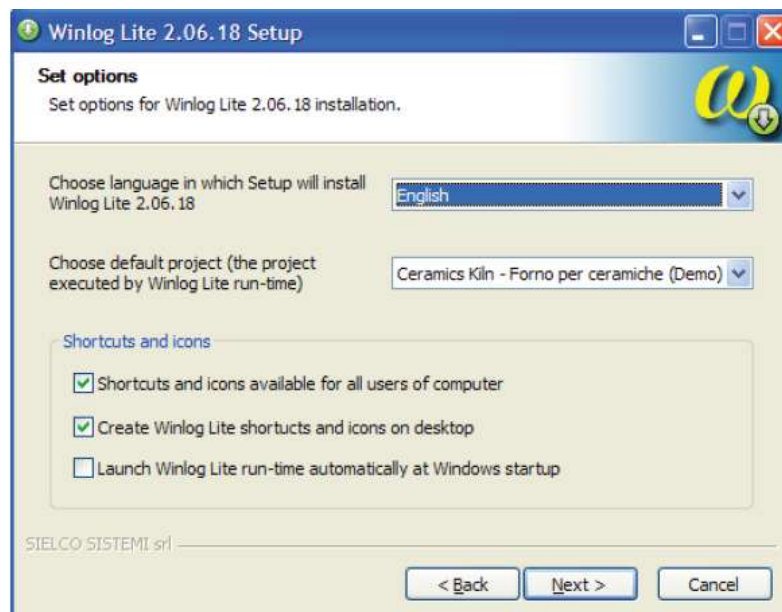 Winlog Lite 2.06.18 Setup
Set options
Set options for Winlog Lite 2.06.18 installation.
Choose language in which Setup will install
Winlog Lite 2.06.18
English
Choose default project (the project
executed by Winlog Lite run-time)
Ceramics Kiln - Forno per ceramiche (Demo)
Shortcuts and icons
Shortcuts and icons available for all users of computer
Create Winlog Lite shortucts and icons on desktop
Launch Winlog Lite run-time automatically at Windows startup
SIELCO SISTEMI srl
< Back
Next >
Cancel